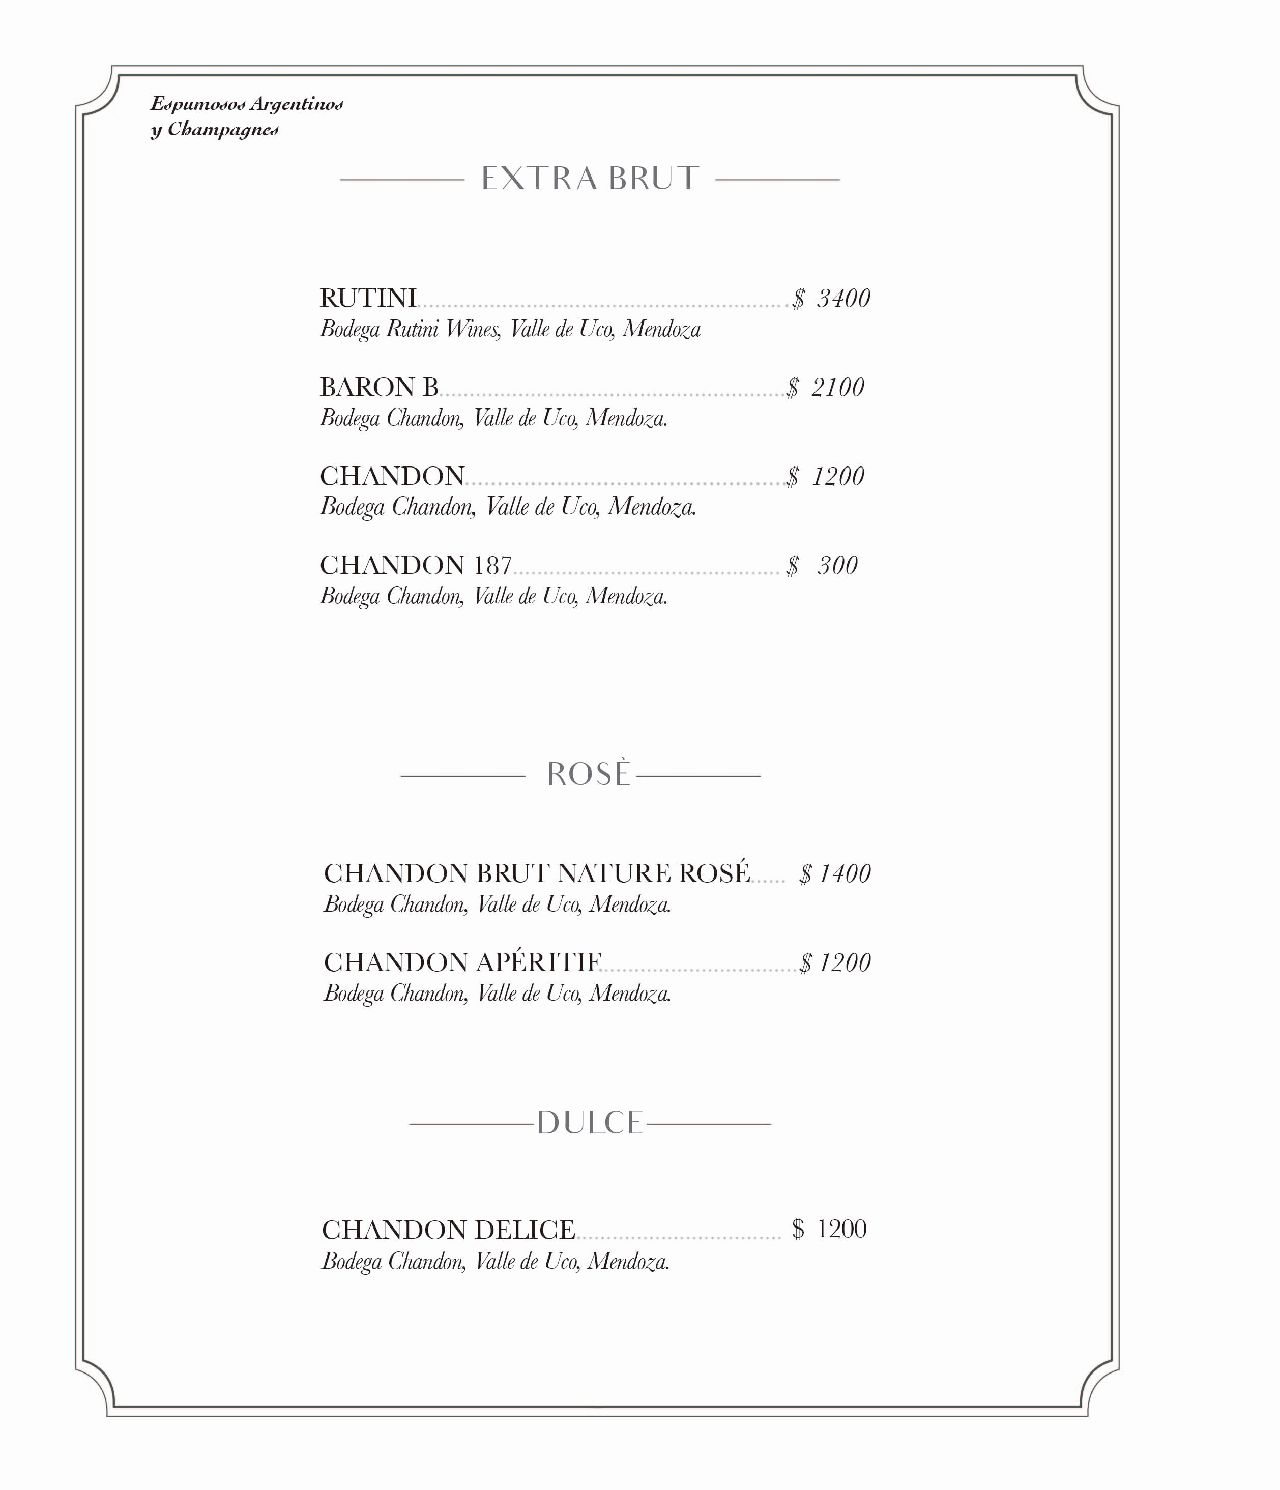 Espumosos Argentinos
y Champagnes
EXTRA BRUT
RUTINI.......................................................$ 3400
Bodega Rutini Wines, Valle de Uco, Mendoza
BARON B....................................................$ 2100
Bodega Chandon, Valle de Uco, Mendoza.
CHANDON................................................$ 1200
Bodega Chandon, Valle de Uco, Mendoza.
CHANDON 187........................................ $ 300
Bodega Chandon, Valle de Uco, Mendoza.
ROSÈ
CHANDON BRUT NATURE ROSÉ...... $ 1400
Bodega Chandon, Valle de Uco, Mendoza.
CHANDON APÉRITIF..............................$ 1200
Bodega Chandon, Valle de Uco, Mendoza.
DULCE
CHANDON DELICE............................... $ 1200
Bodega Chandon, Valle de Uco, Mendoza.